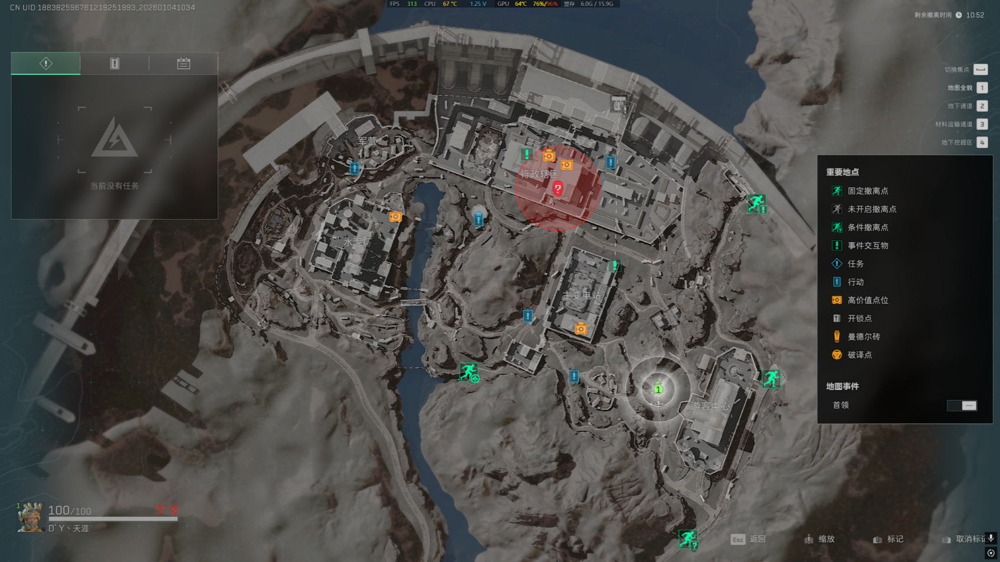 CN UID:188382596761219251993_202601041034
FPS 313 CPU 67 ℃ 1.25 V GPU 64℃ 76%/96% 显存 6.0G / 15.9G
剩余撤离时间 10:52
切换焦点
地图全貌 1
地下通道 2
材料运输通道 3
地下挖掘区 4
当前没有任务
军营
行政辖区
水泥厂
主变电站
游客中心
1
重要地点
固定撤离点
未开启撤离点
条件撤离点
事件交互物
任务
行动
高价值点位
开锁点
曼德尔砖
破译点
地图事件
首领
1
100/100
D´Y丶天涯
Esc 返回
缩放
标记
取消标记